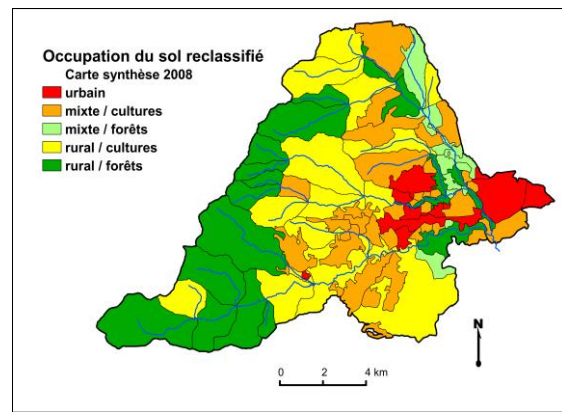 Occupation du sol reclassifié
Carte synthèse 2008
urbain
mixte / cultures
mixte / forêts
rural / cultures
rural / forêts
N
0 2 4 km